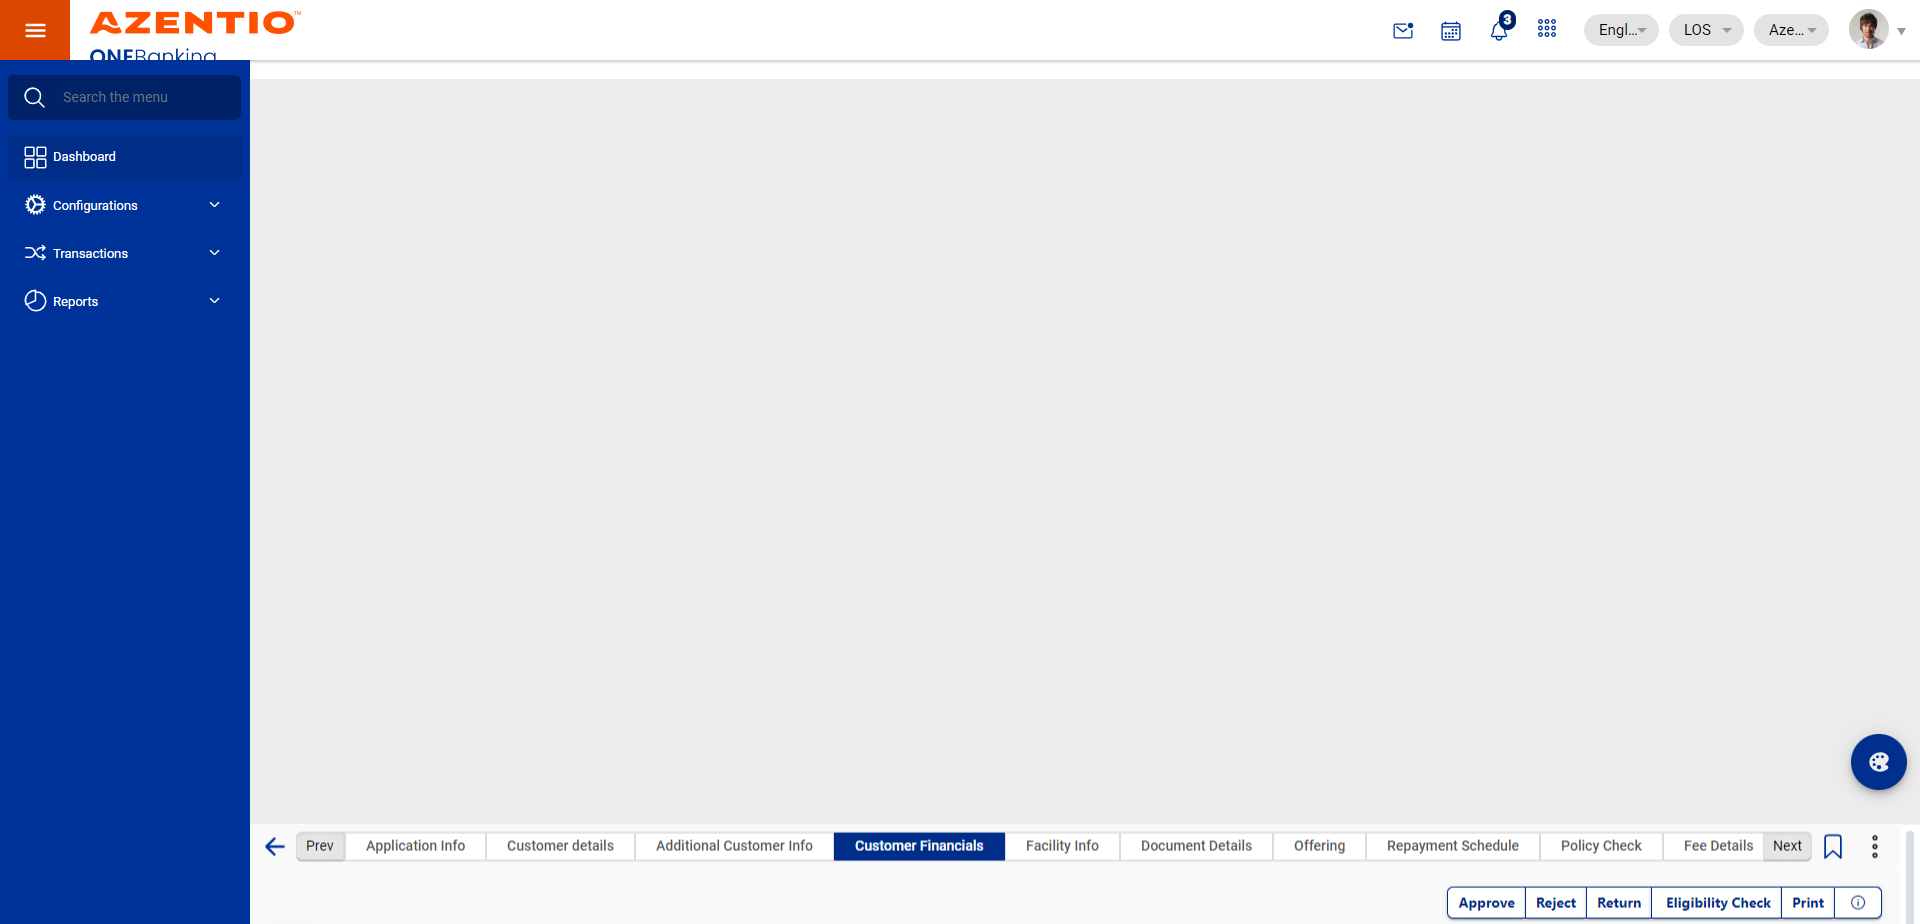 AZENTIO™
ONEBanking
3
Engl...
LOS
Aze...
Search the menu
Dashboard
Configurations
Transactions
Reports
Prev
Application Info
Customer details
Additional Customer Info
Customer Financials
Facility Info
Document Details
Offering
Repayment Schedule
Policy Check
Fee Details
Next
Approve
Reject
Return
Eligibility Check
Print